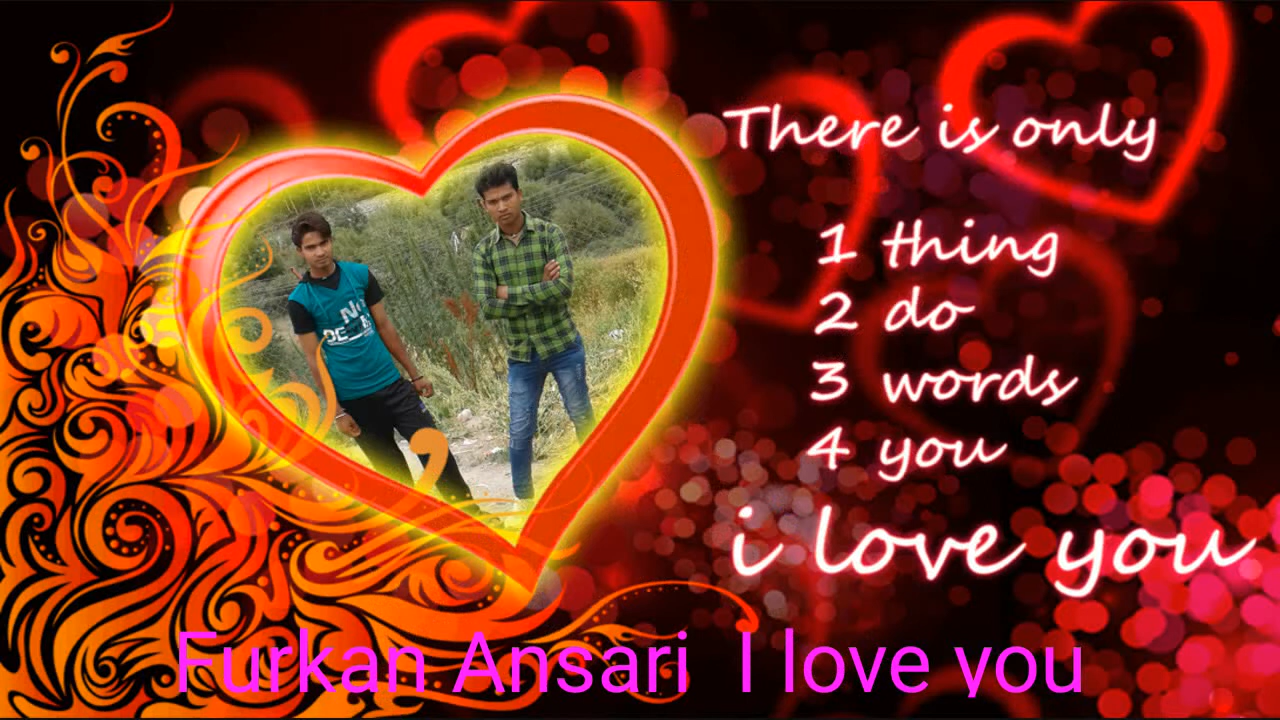 There is only
1 thing
2 do
3 words
4 you
i love you
Furkan Ansari I love you